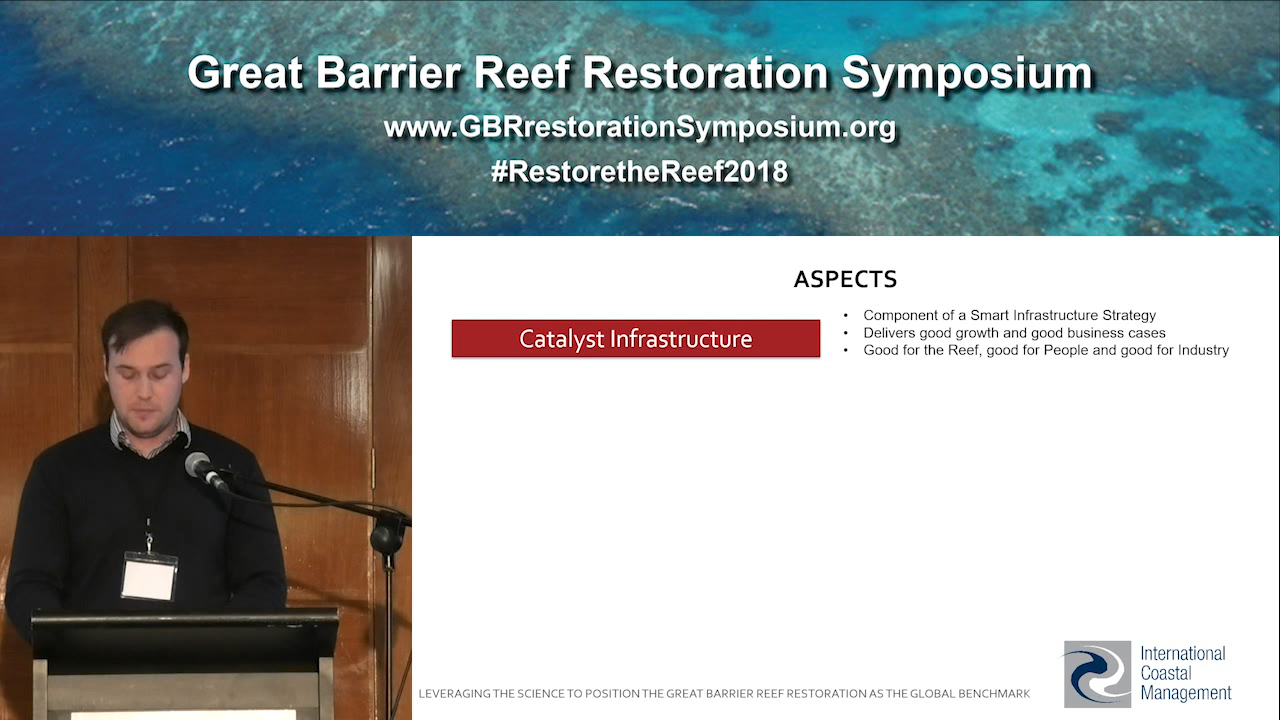 Great Barrier Reef Restoration Symposium
www.GBRrestorationSymposium.org
#RestoretheReef2018
ASPECTS
Catalyst Infrastructure
• Component of a Smart Infrastructure Strategy
• Delivers good growth and good business cases
• Good for the Reef, good for People and good for Industry
LEVERAGING THE SCIENCE TO POSITION THE GREAT BARRIER REEF RESTORATION AS THE GLOBAL BENCHMARK
International
Coastal
Management